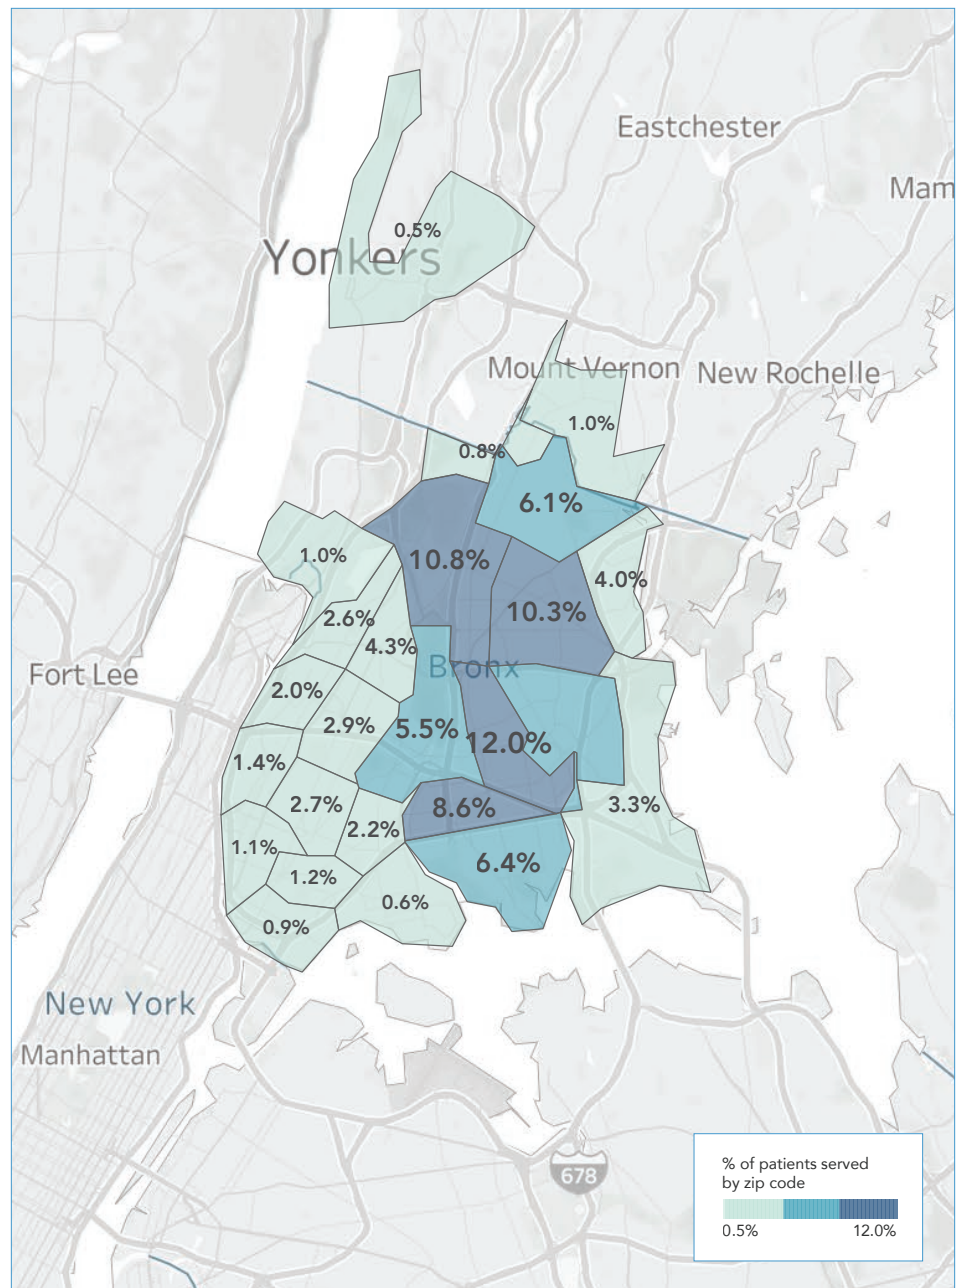 Eastchester
Mam
0.5%
Yonkers
Mount Vernon
New Rochelle
1.0%
0.8%
6.1%
1.0%
10.8%
4.0%
10.3%
2.6%
4.3%
Fort Lee
Bronx
2.0%
2.9%
5.5%
12.0%
1.4%
2.7%
8.6%
3.3%
2.2%
1.1%
6.4%
1.2%
0.6%
0.9%
New York
Manhattan
678
% of patients served
by zip code
0.5%
12.0%